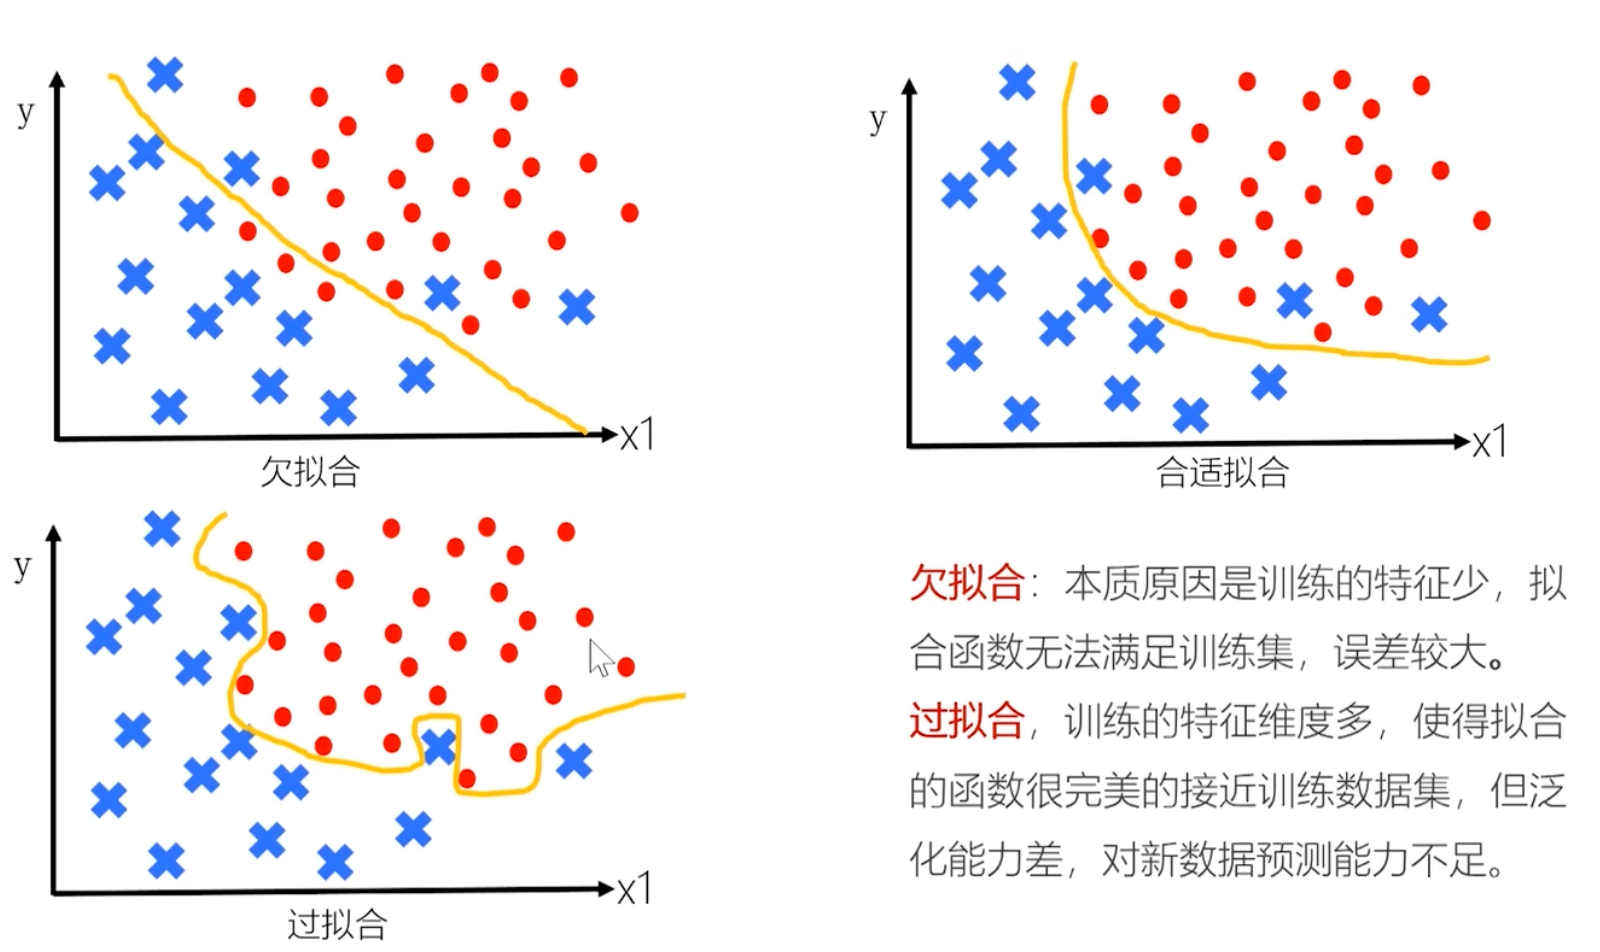 y
x1
欠拟合
y
x1
合适拟合
y
x1
过拟合
欠拟合：本质原因是训练的特征少，拟
合函数无法满足训练集，误差较大。
过拟合，训练的特征维度多，使得拟合
的函数很完美的接近训练数据集，但泛
化能力差，对新数据预测能力不足。